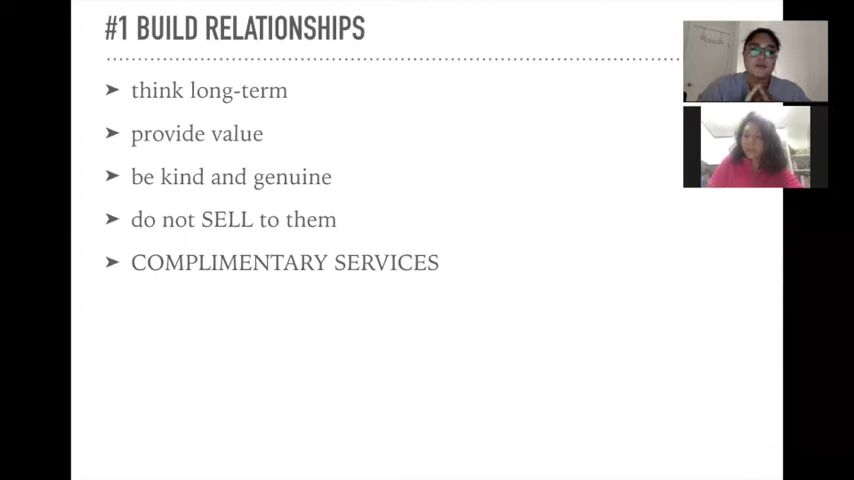 #1 BUILD RELATIONSHIPS
➤ think long-term
➤ provide value
➤ be kind and genuine
➤ do not SELL to them
➤ COMPLIMENTARY SERVICES